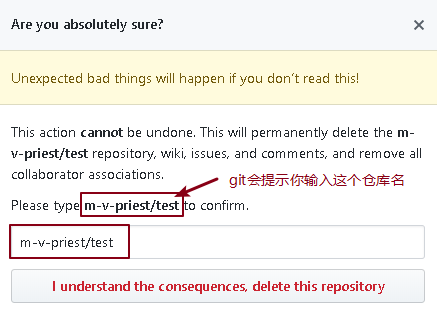 Are you absolutely sure?
Unexpected bad things will happen if you don't read this!
This action cannot be undone. This will permanently delete the m-
v-priest/test repository, wiki, issues, and comments, and remove all
collaborator associations.
Please type m-v-priest/test to confirm.
git会提示你输入这个仓库名
m-v-priest/test
I understand the consequences, delete this repository